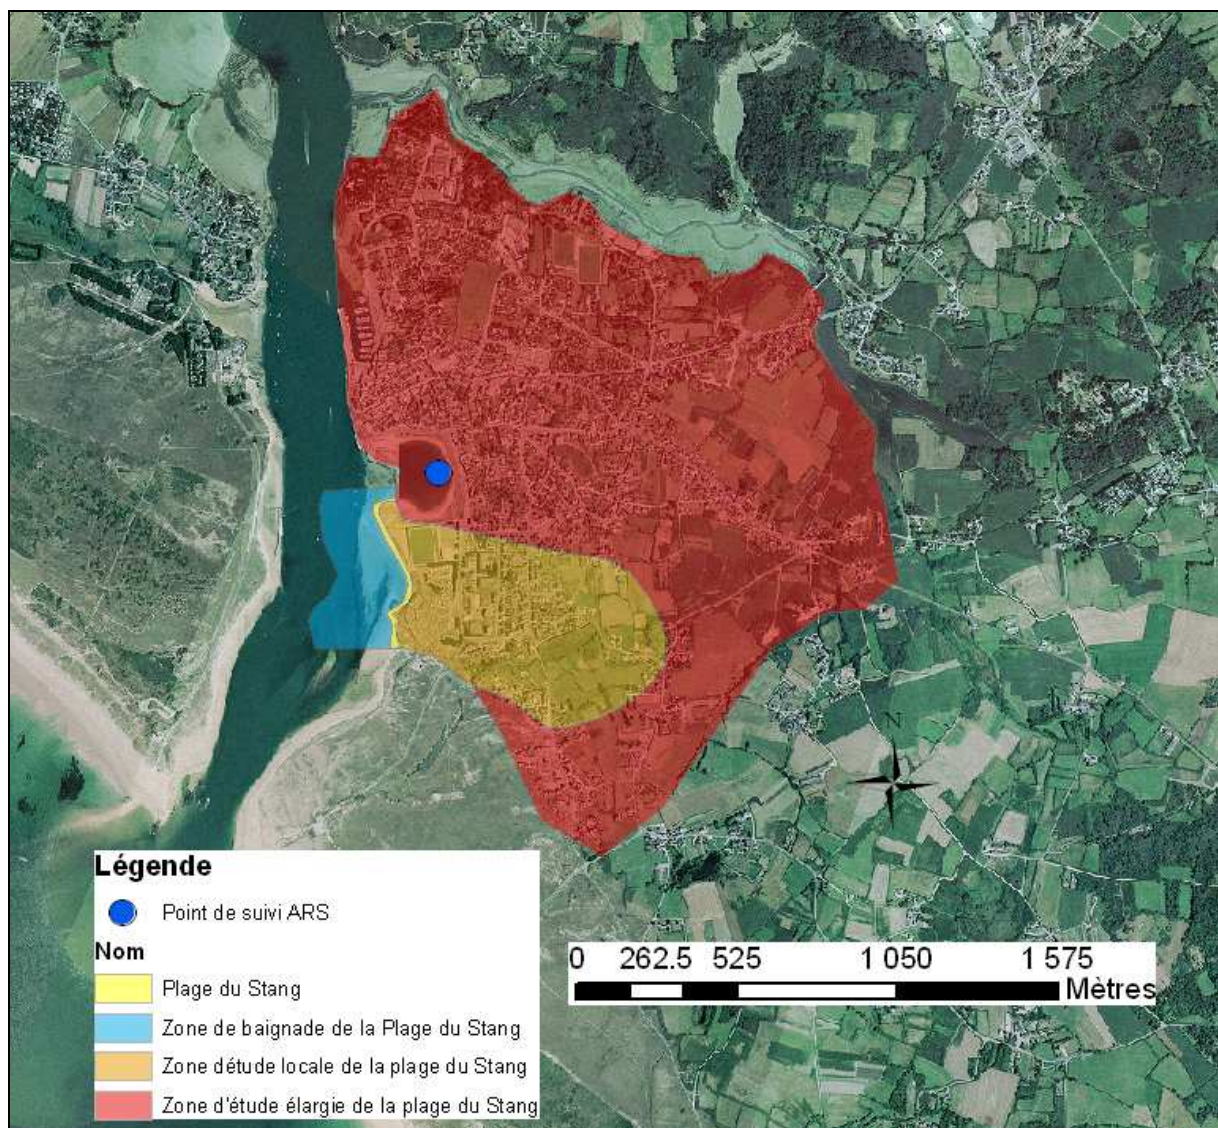 N
Légende
Point de suivi ARS
Nom
Plage du Stang
Zone de baignade de la Plage du Stang
Zone détude locale de la plage du Stang
Zone d'étude élargie de la plage du Stang
0 262.5 525 1 050 1 575
Mètres